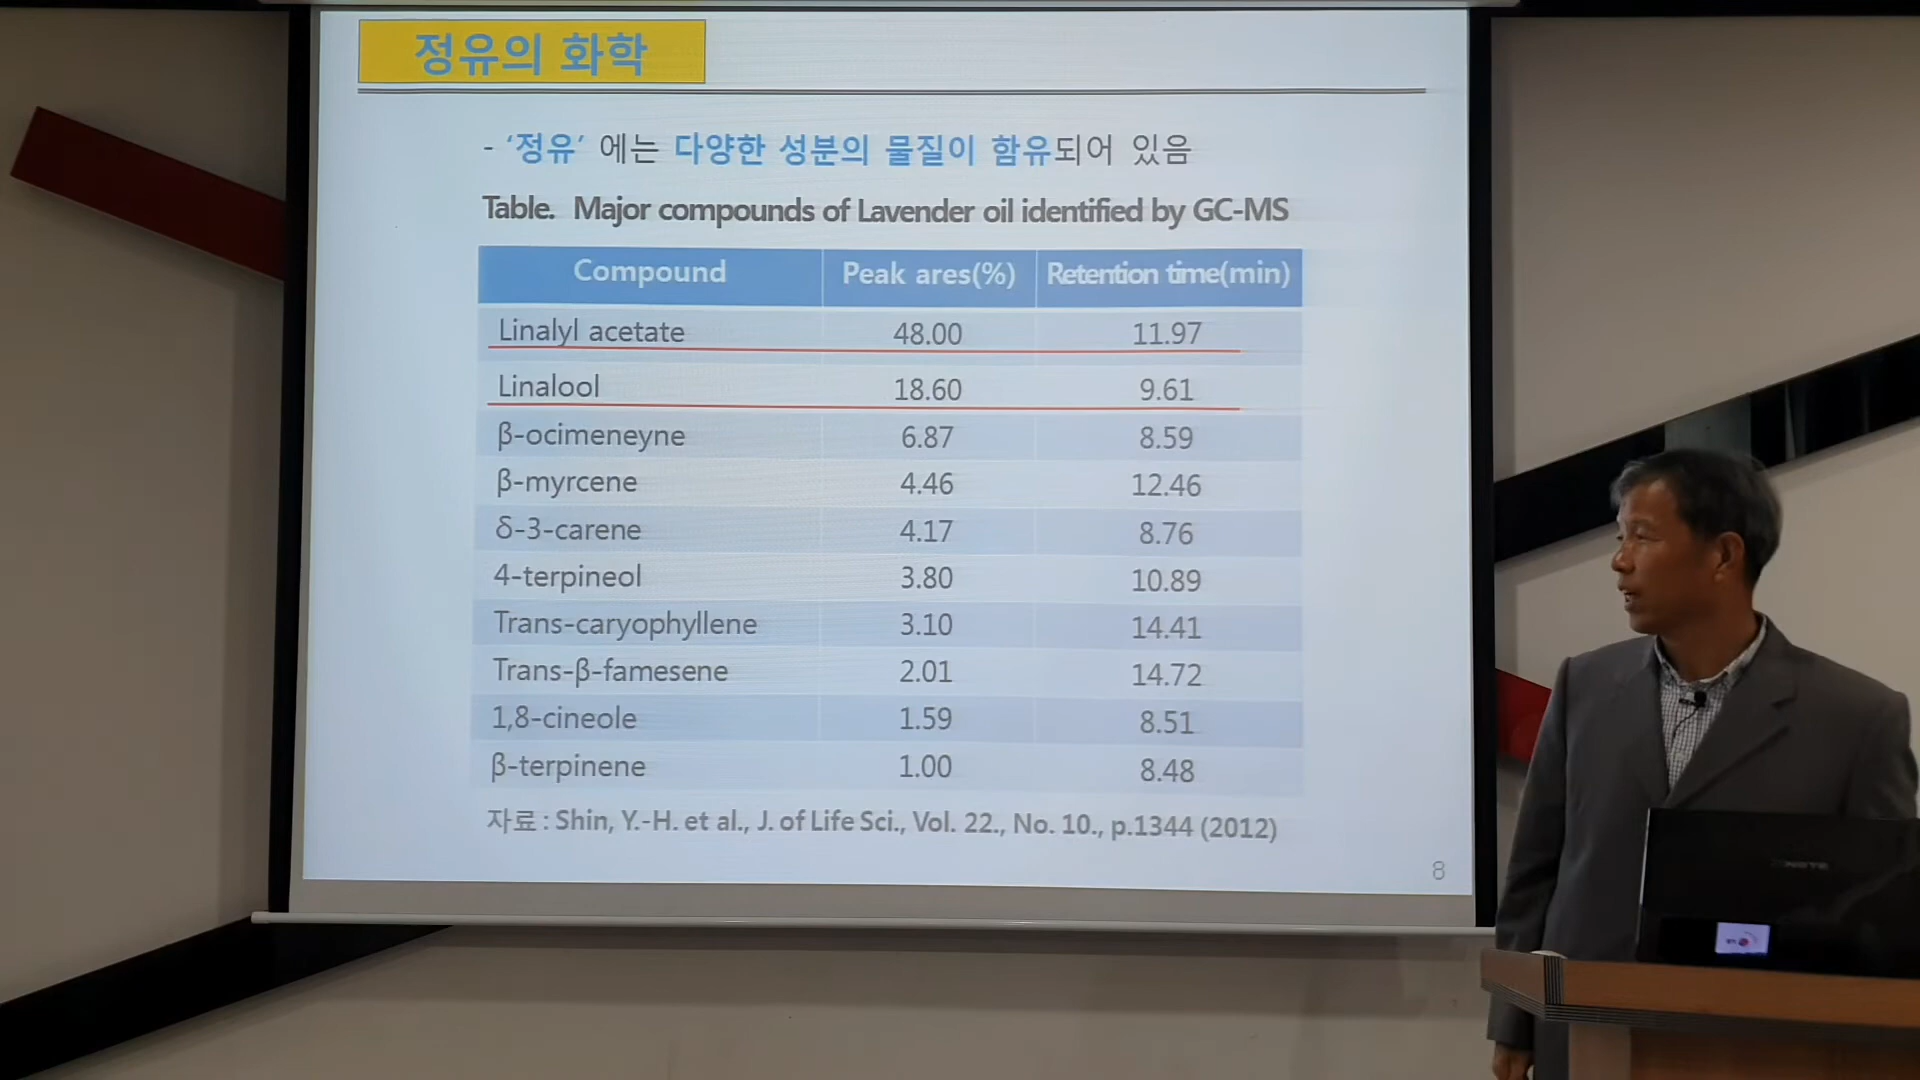 정유의 화학
- ‘정유’ 에는 다양한 성분의 물질이 함유되어 있음
Table. Major compounds of Lavender oil identified by GC-MS
Compound Peak ares(%) Retention time(min)
Linalyl acetate 48.00 11.97
Linalool 18.60 9.61
β-ocimeneyne 6.87 8.59
β-myrcene 4.46 12.46
δ-3-carene 4.17 8.76
4-terpineol 3.80 10.89
Trans-caryophyllene 3.10 14.41
Trans-β-famesene 2.01 14.72
1,8-cineole 1.59 8.51
β-terpinene 1.00 8.48
자료 : Shin, Y.-H. et al., J. of Life Sci., Vol. 22., No. 10., p.1344 (2012)
8